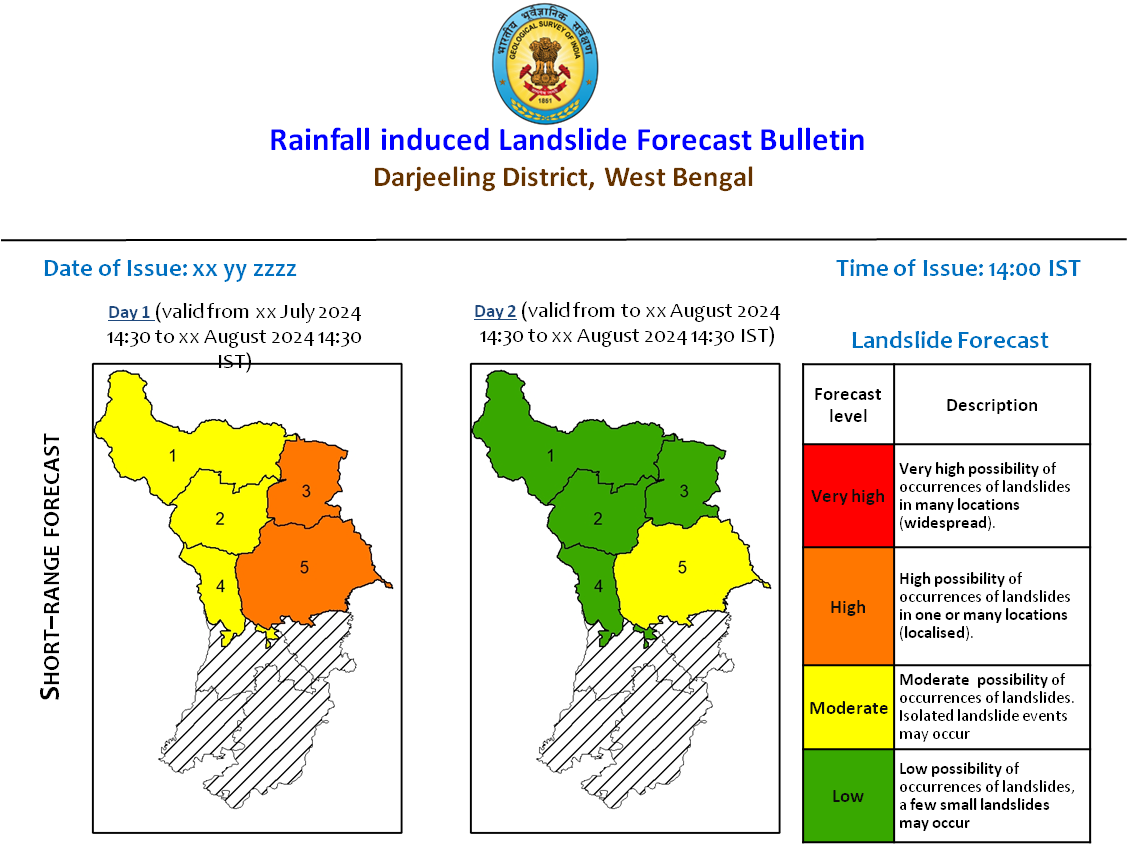 भारतीय भूवैज्ञानिक सर्वेक्षण
GEOLOGICAL SURVEY OF INDIA
1851
Rainfall induced Landslide Forecast Bulletin
Darjeeling District, West Bengal
Date of Issue: xx yy zzzz
Time of Issue: 14:00 IST
Day 1 (valid from xx July 2024
14:30 to xx August 2024 14:30
IST)
Day 2 (valid from to xx August 2024
14:30 to xx August 2024 14:30 IST)
SHORT–RANGE FORECAST
1
2
3
4
5
1
2
3
4
5
Landslide Forecast
Forecast
level
Description
Very high
Very high possibility of
occurrences of landslides
in many locations
(widespread).
High
High possibility of
occurrences of landslides
in one or many locations
(localised).
Moderate
Moderate possibility of
occurrences of landslides.
Isolated landslide events
may occur
Low
Low possibility of
occurrences of landslides,
a few small landslides
may occur